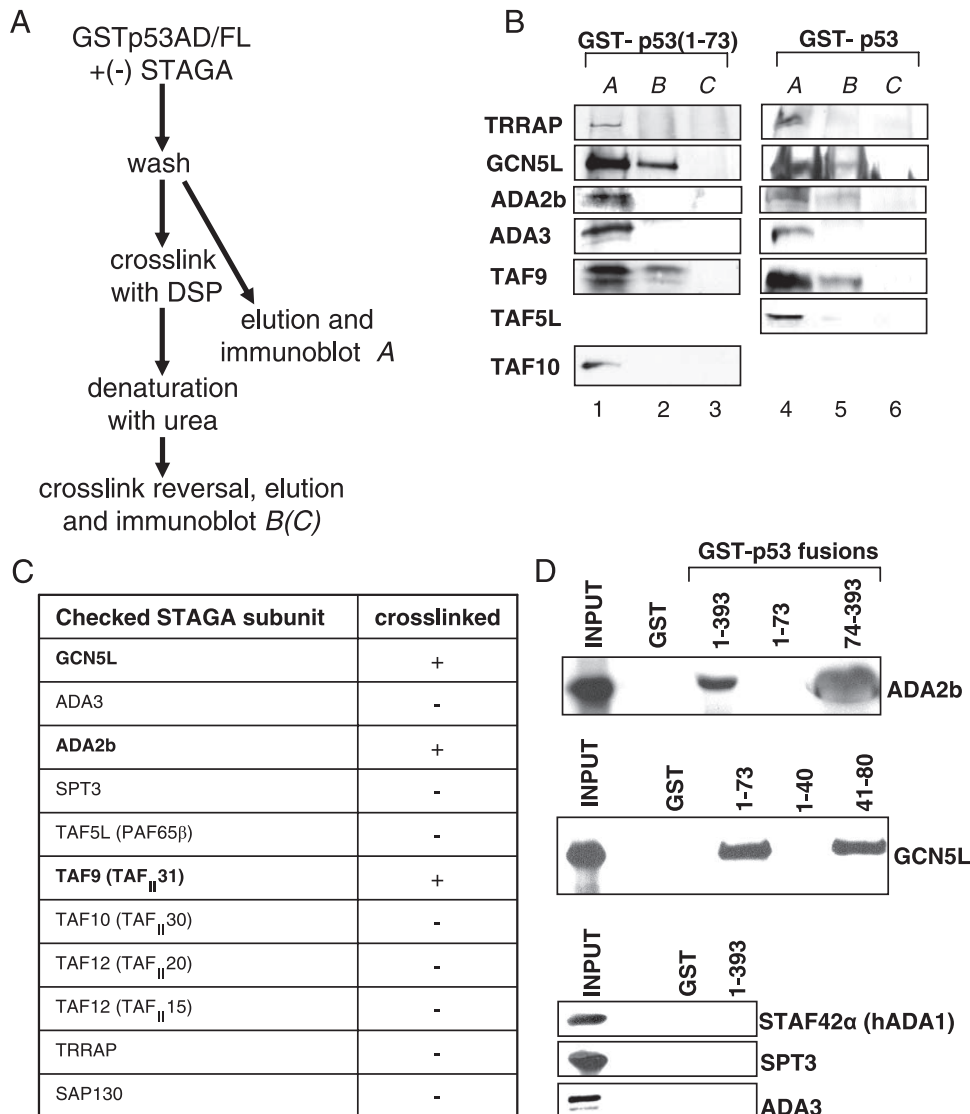 A
GSTp53AD/FL
+(-) STAGA
wash
crosslink
with DSP
elution and
immunoblot A
denaturation
with urea
crosslink reversal, elution
and immunoblot B(C)
B
GST- p53(1-73) GST- p53
A B C A B C
TRRAP
GCN5L
ADA2b
ADA3
TAF9
TAF5L
TAF10
1 2 3 4 5 6
C
Checked STAGA subunit crosslinked
GCN5L +
ADA3 -
ADA2b +
SPT3 -
TAF5L (PAF65β) -
TAF9 (TAFII31) +
TAF10 (TAFII30) -
TAF12 (TAFII20) -
TAF12 (TAFII15) -
TRRAP -
SAP130 -
D
GST-p53 fusions
INPUT GST 1-393 1-73 74-393
ADA2b
INPUT GST 1-73 1-40 41-80
GCN5L
INPUT GST 1-393
STAF42α (hADA1)
SPT3
ADA3